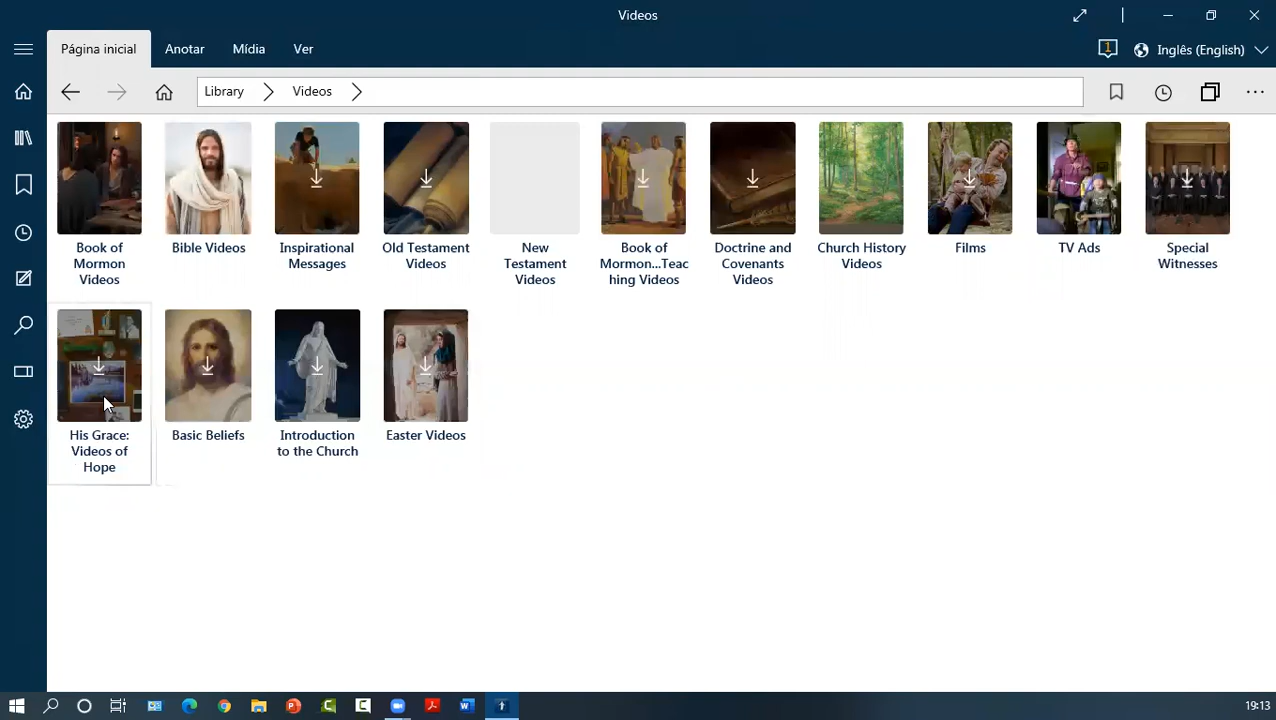 Videos
Página inicial
Anotar
Mídia
Ver
1
Inglês (English)
Library
Videos
Book of
Mormon
Videos
Bible Videos
Inspirational
Messages
Old Testament
Videos
New
Testament
Videos
Book of
Mormon...Teac
hing Videos
Doctrine and
Covenants
Videos
Church History
Videos
Films
TV Ads
Special
Witnesses
His Grace:
Videos of
Hope
Basic Beliefs
Introduction
to the Church
Easter Videos
19:13